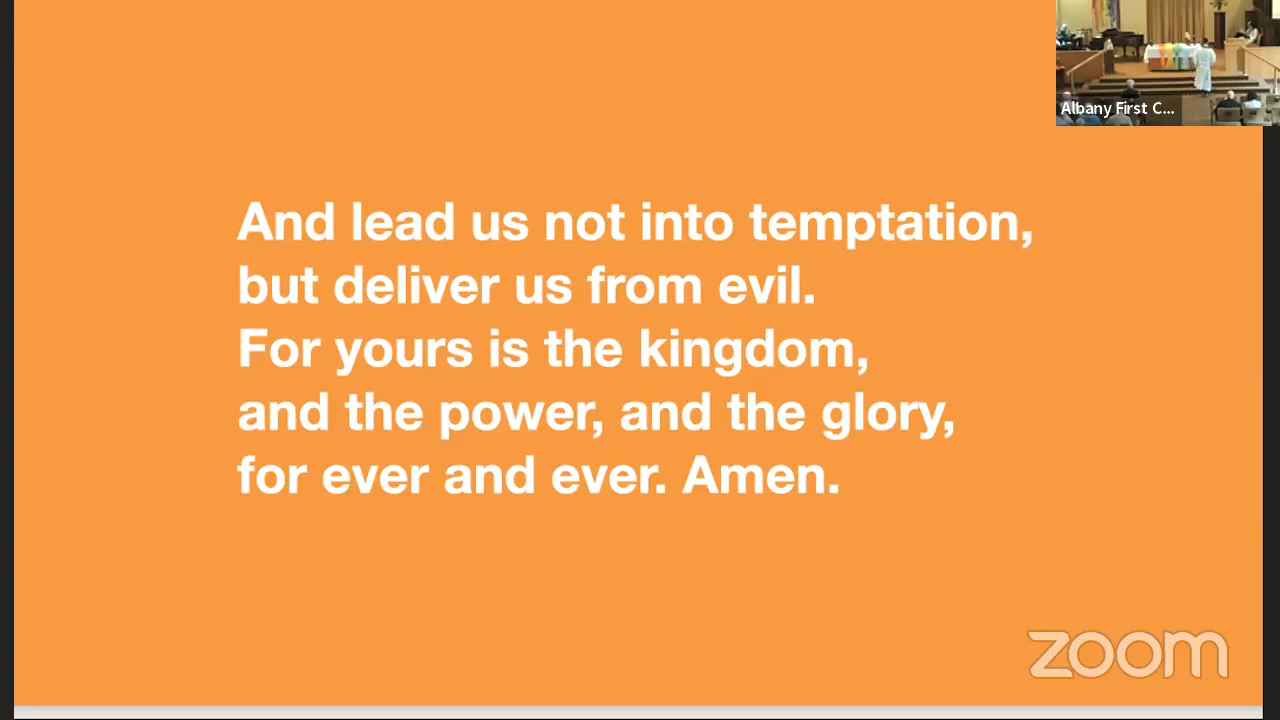 Albany First C...
And lead us not into temptation,
but deliver us from evil.
For yours is the kingdom,
and the power, and the glory,
for ever and ever. Amen.
zoom